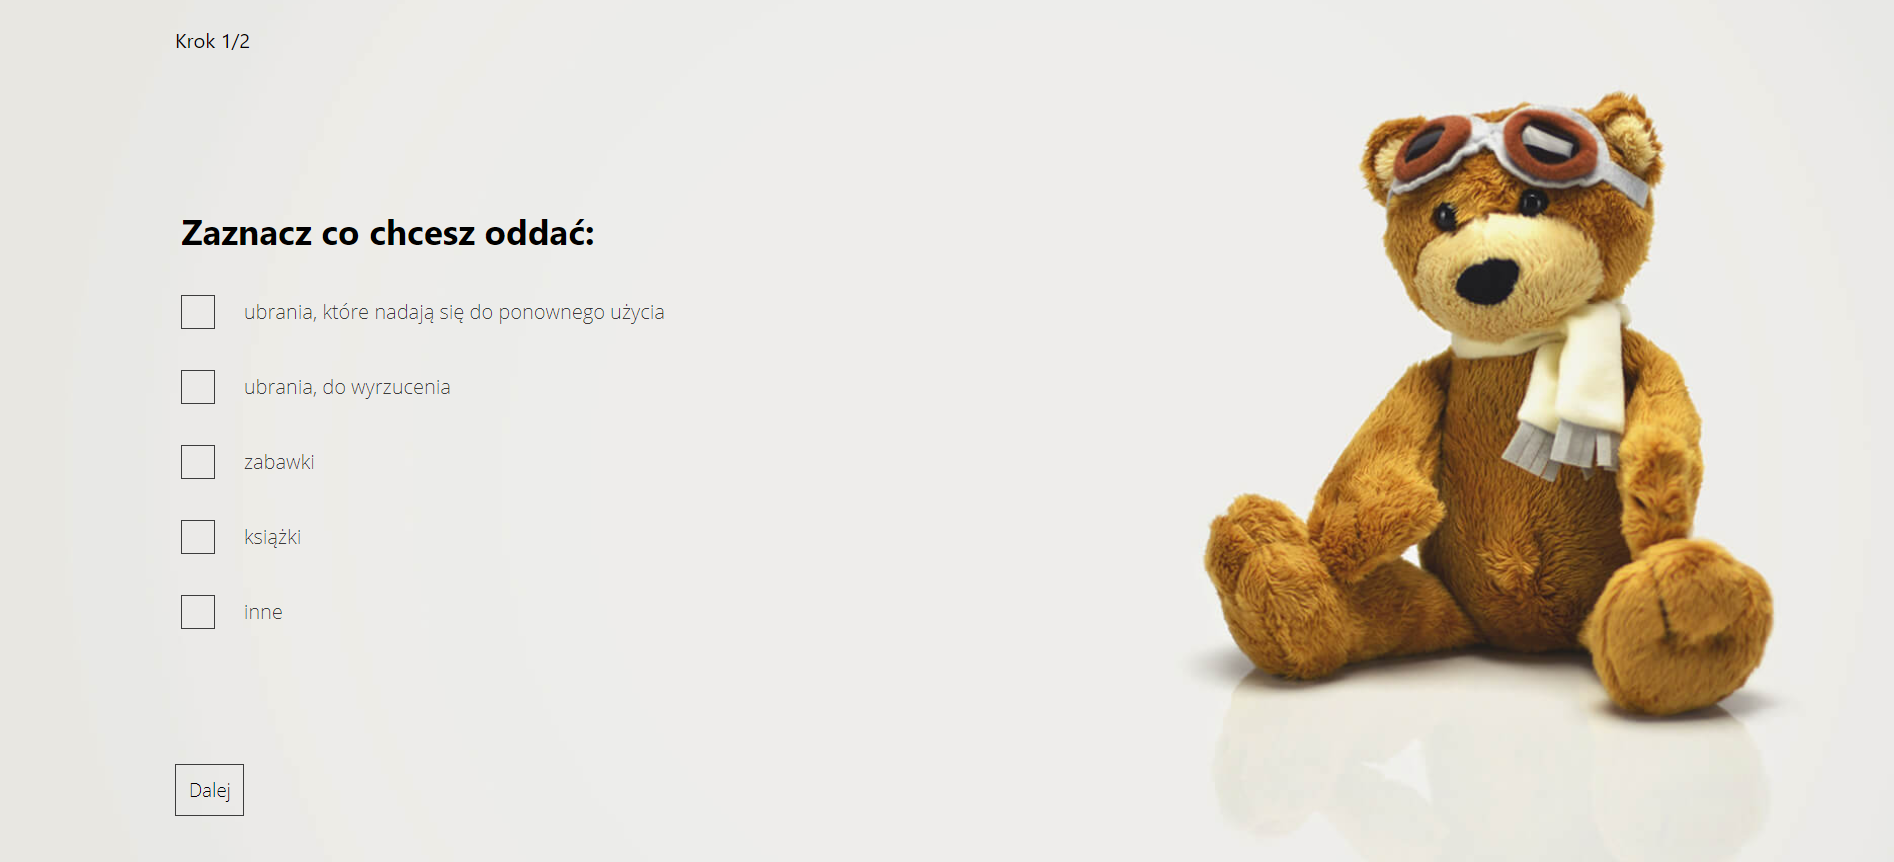 Krok 1/2
Zaznacz co chcesz oddać:
ubrania, które nadają się do ponownego użycia
ubrania, do wyrzucenia
zabawki
książki
inne
Dalej